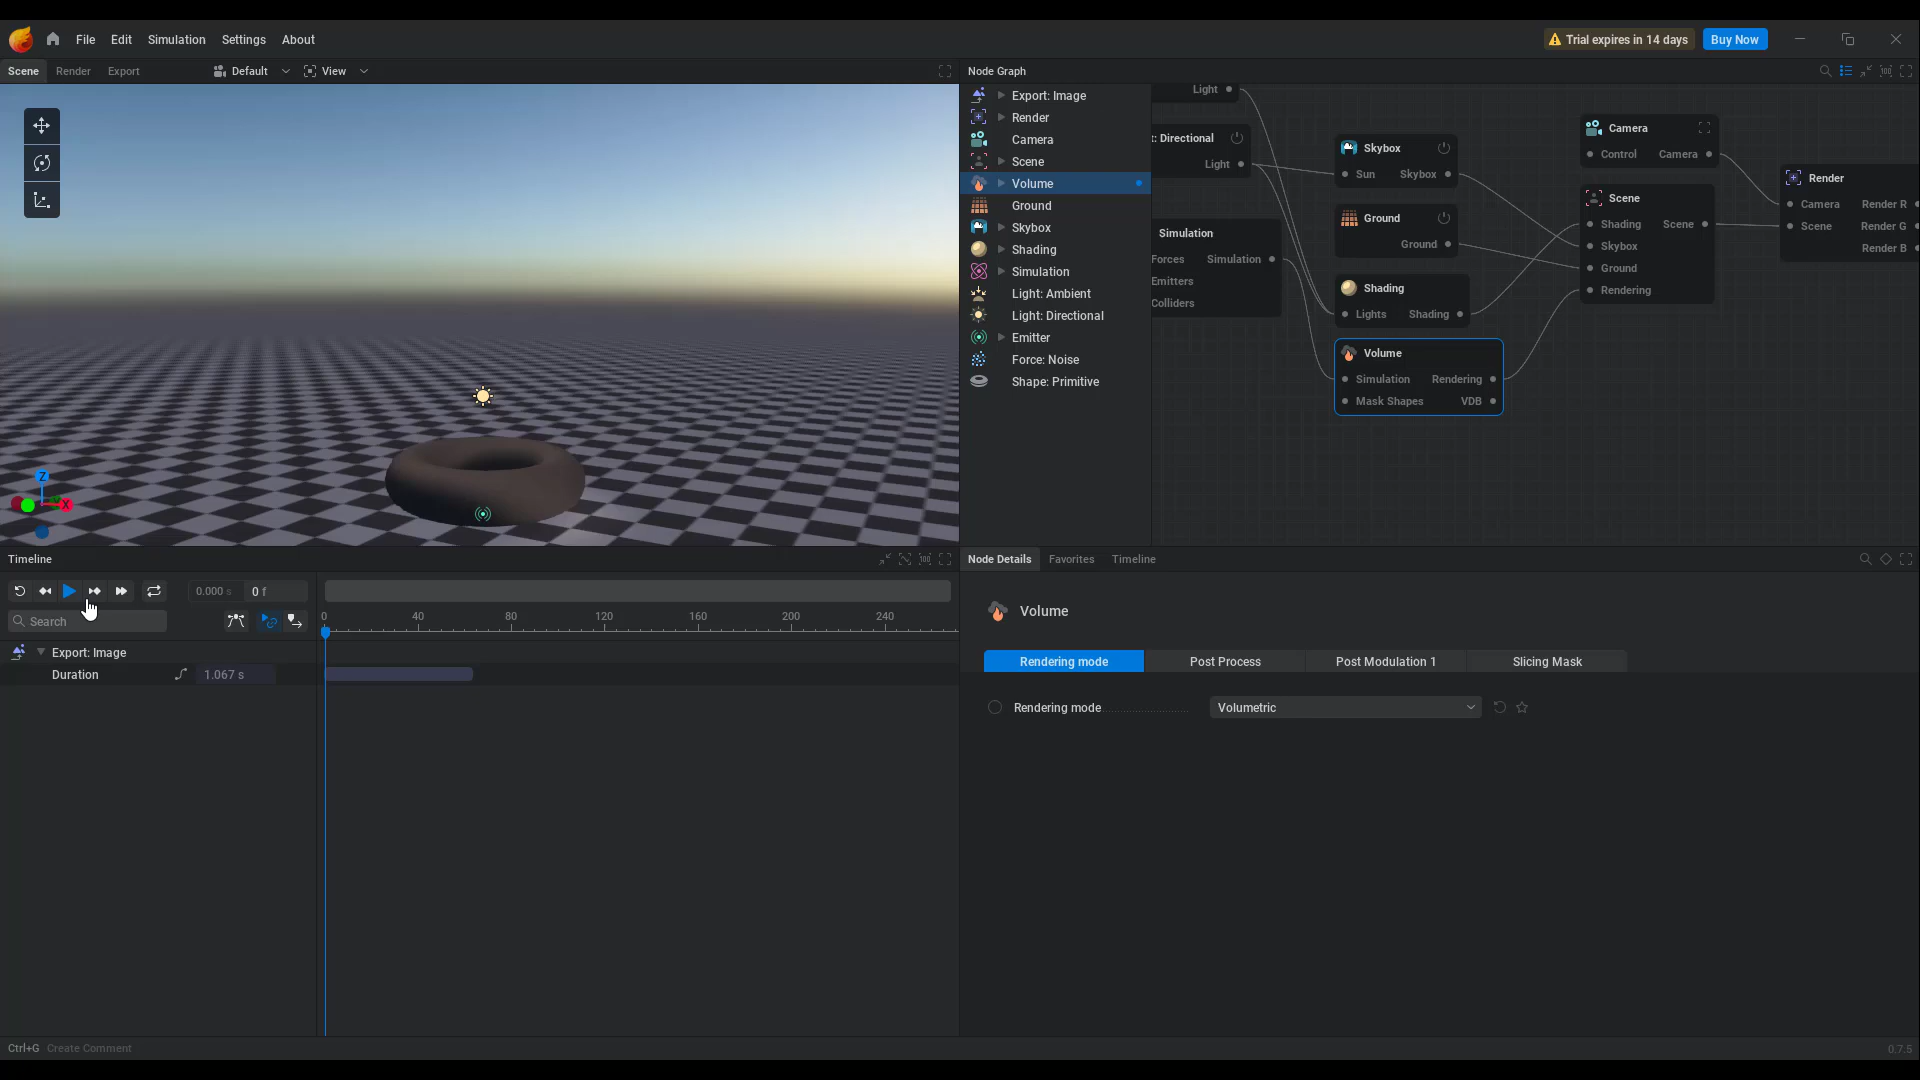 File Edit Simulation Settings About
Trial expires in 14 days Buy Now
Scene Render Export Default View
Node Graph
Export: Image
Render
Camera
Scene
Volume
Ground
Skybox
Shading
Simulation
Light: Ambient
Light: Directional
Emitter
Force: Noise
Shape: Primitive
Light
t: Directional
Light
Simulation
Forces Simulation
Emitters
Colliders
Skybox
Sun Skybox
Ground
Ground
Shading
Lights Shading
Volume
Simulation Rendering
Mask Shapes VDB
Camera
Control Camera
Scene
Shading Scene
Skybox
Ground
Rendering
Render
Camera Render R
Scene Render G
Render B
Z
X
Timeline
0.000 s 0 f
Search
0 40 80 120 160 200 240
Export: Image
Duration 1.067 s
Node Details Favorites Timeline
Volume
Rendering mode Post Process Post Modulation 1 Slicing Mask
Rendering mode Volumetric
Ctrl+G Create Comment
0.7.5